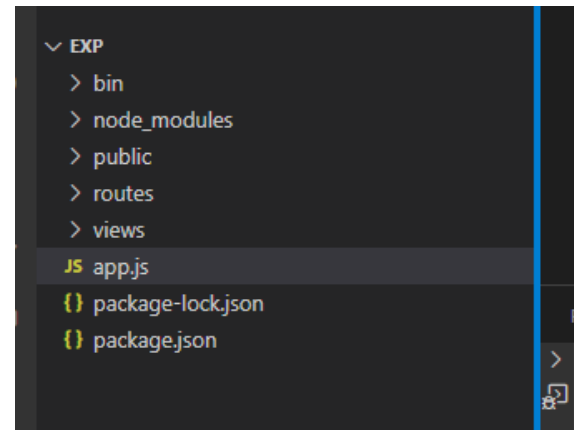 EXP
bin
node_modules
public
routes
views
JS app.js
{} package-lock.json
{} package.json